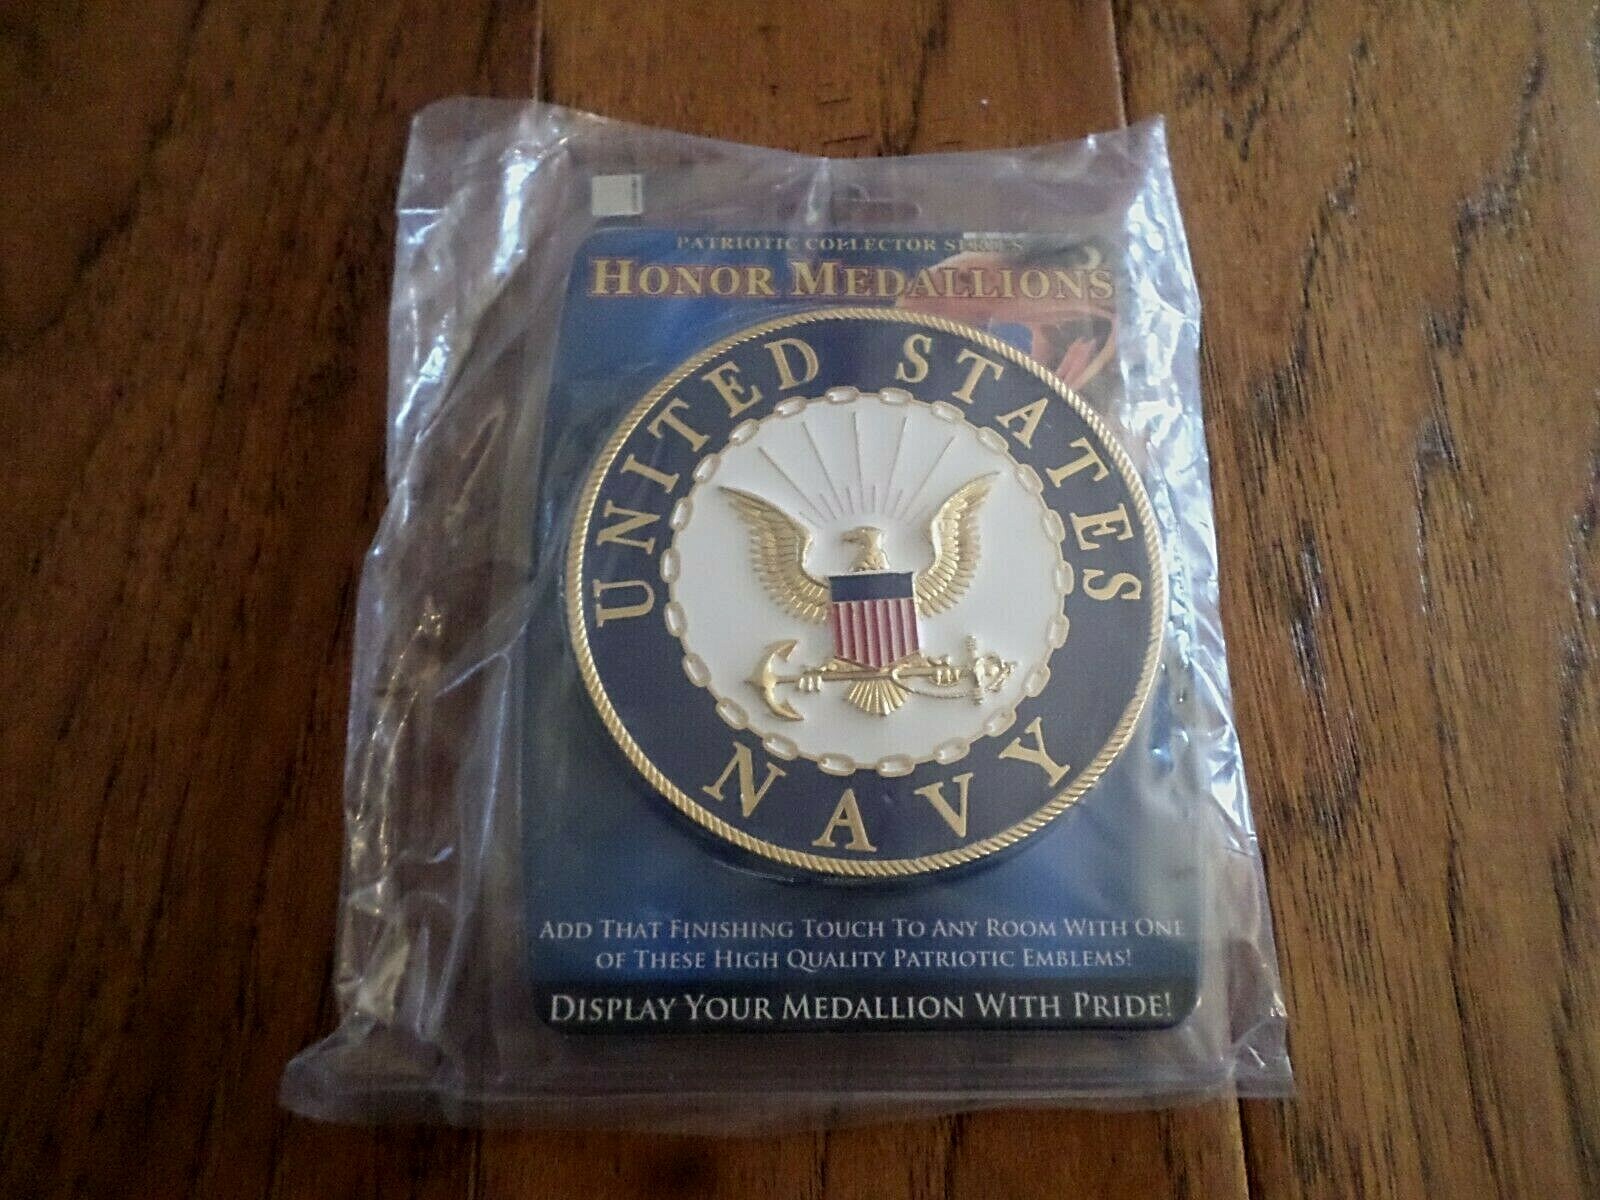 PATRIOTIC COLLECTOR SERIES
HONOR MEDALLIONS
UNITED STATES
NAVY
ADD THAT FINISHING TOUCH TO ANY ROOM WITH ONE
OF THESE HIGH QUALITY PATRIOTIC EMBLEMS!
DISPLAY YOUR MEDALLION WITH PRIDE!